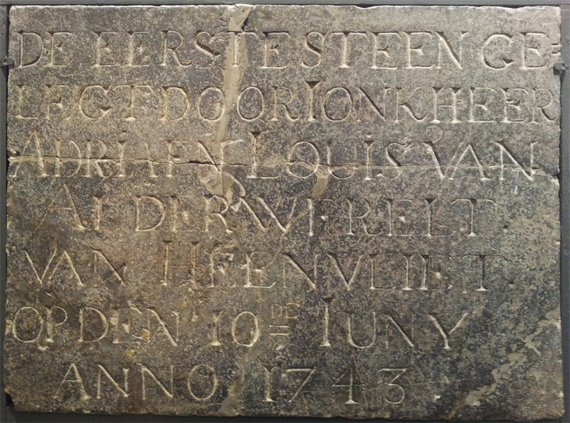 DE EERSTE STEEN GE=
LEGT DOOR IONKHEER
ADRIAEN LOUIS VAN
ALDERWERELT
VAN HEENVLIET.
OP DEN 10DE IUNY
ANNO 1743